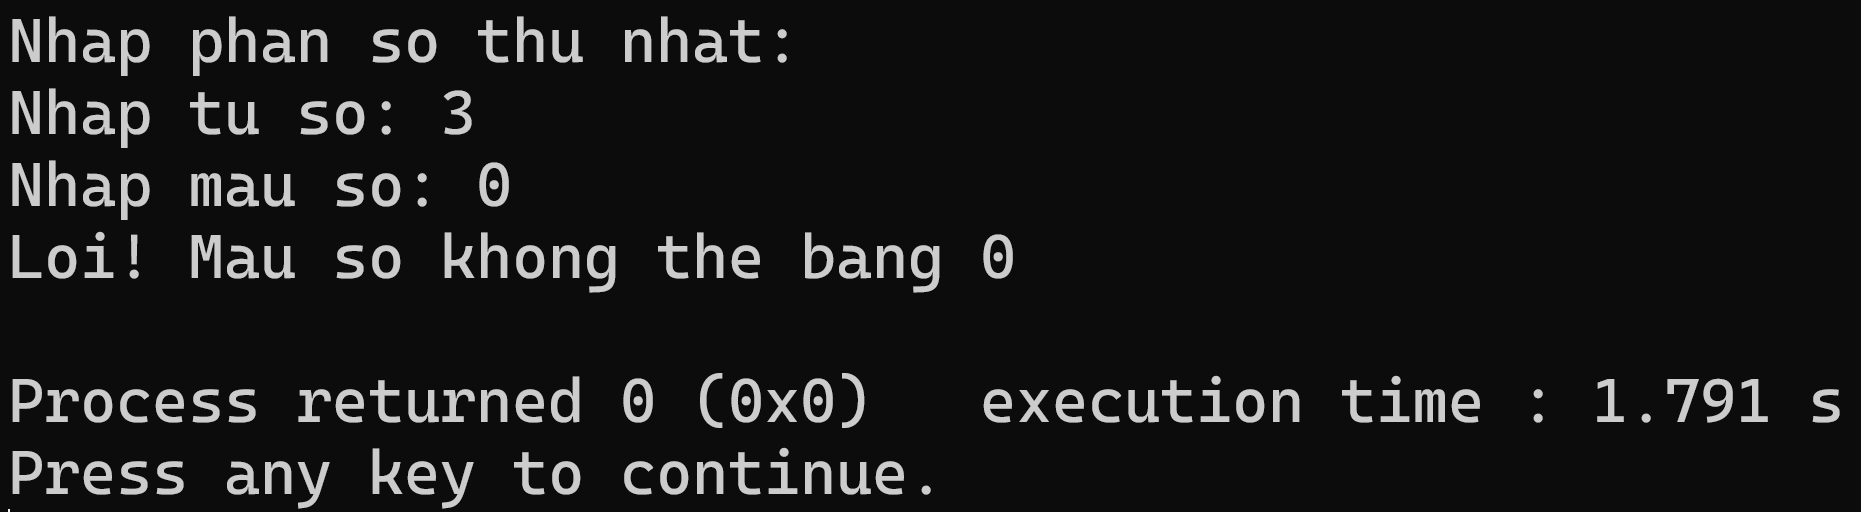 Nhap phan so thu nhat:
Nhap tu so: 3
Nhap mau so: 0
Loi! Mau so khong the bang 0
Process returned 0 (0x0)   execution time : 1.791 s
Press any key to continue.